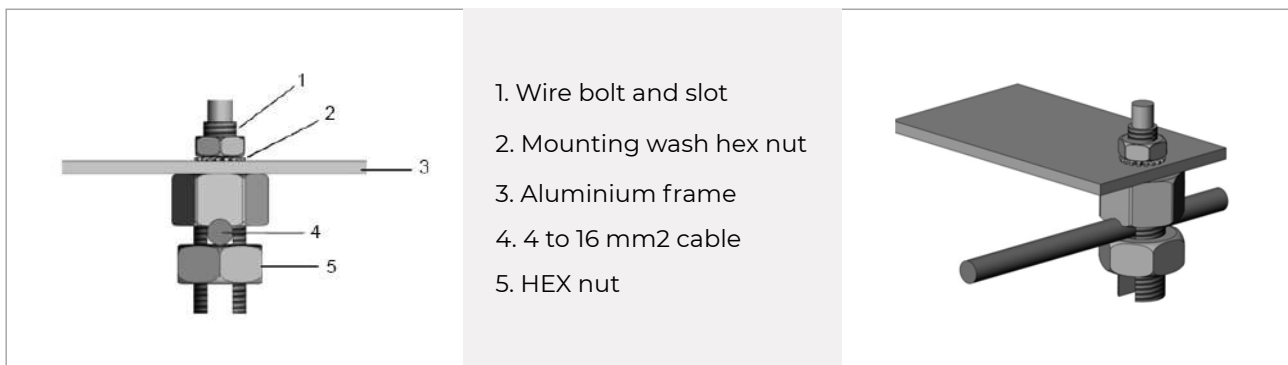 1
2
3
4
5
1. Wire bolt and slot
2. Mounting wash hex nut
3. Aluminium frame
4. 4 to 16 mm2 cable
5. HEX nut